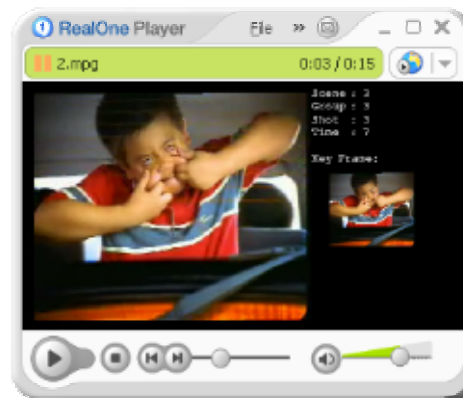 RealOne Player File »
2.mpg 0:03 / 0:15
Scene : 3
Group : 3
Shot : 3
Time : 7
Key Frame: